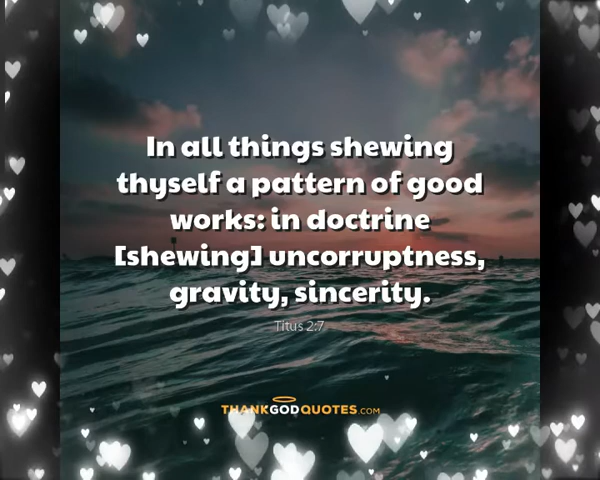 In all things shewing
thyself a pattern of good
works: in doctrine
[shewing] uncorruptness,
gravity, sincerity.
Titus 2:7
THANKGODQUOTES.COM